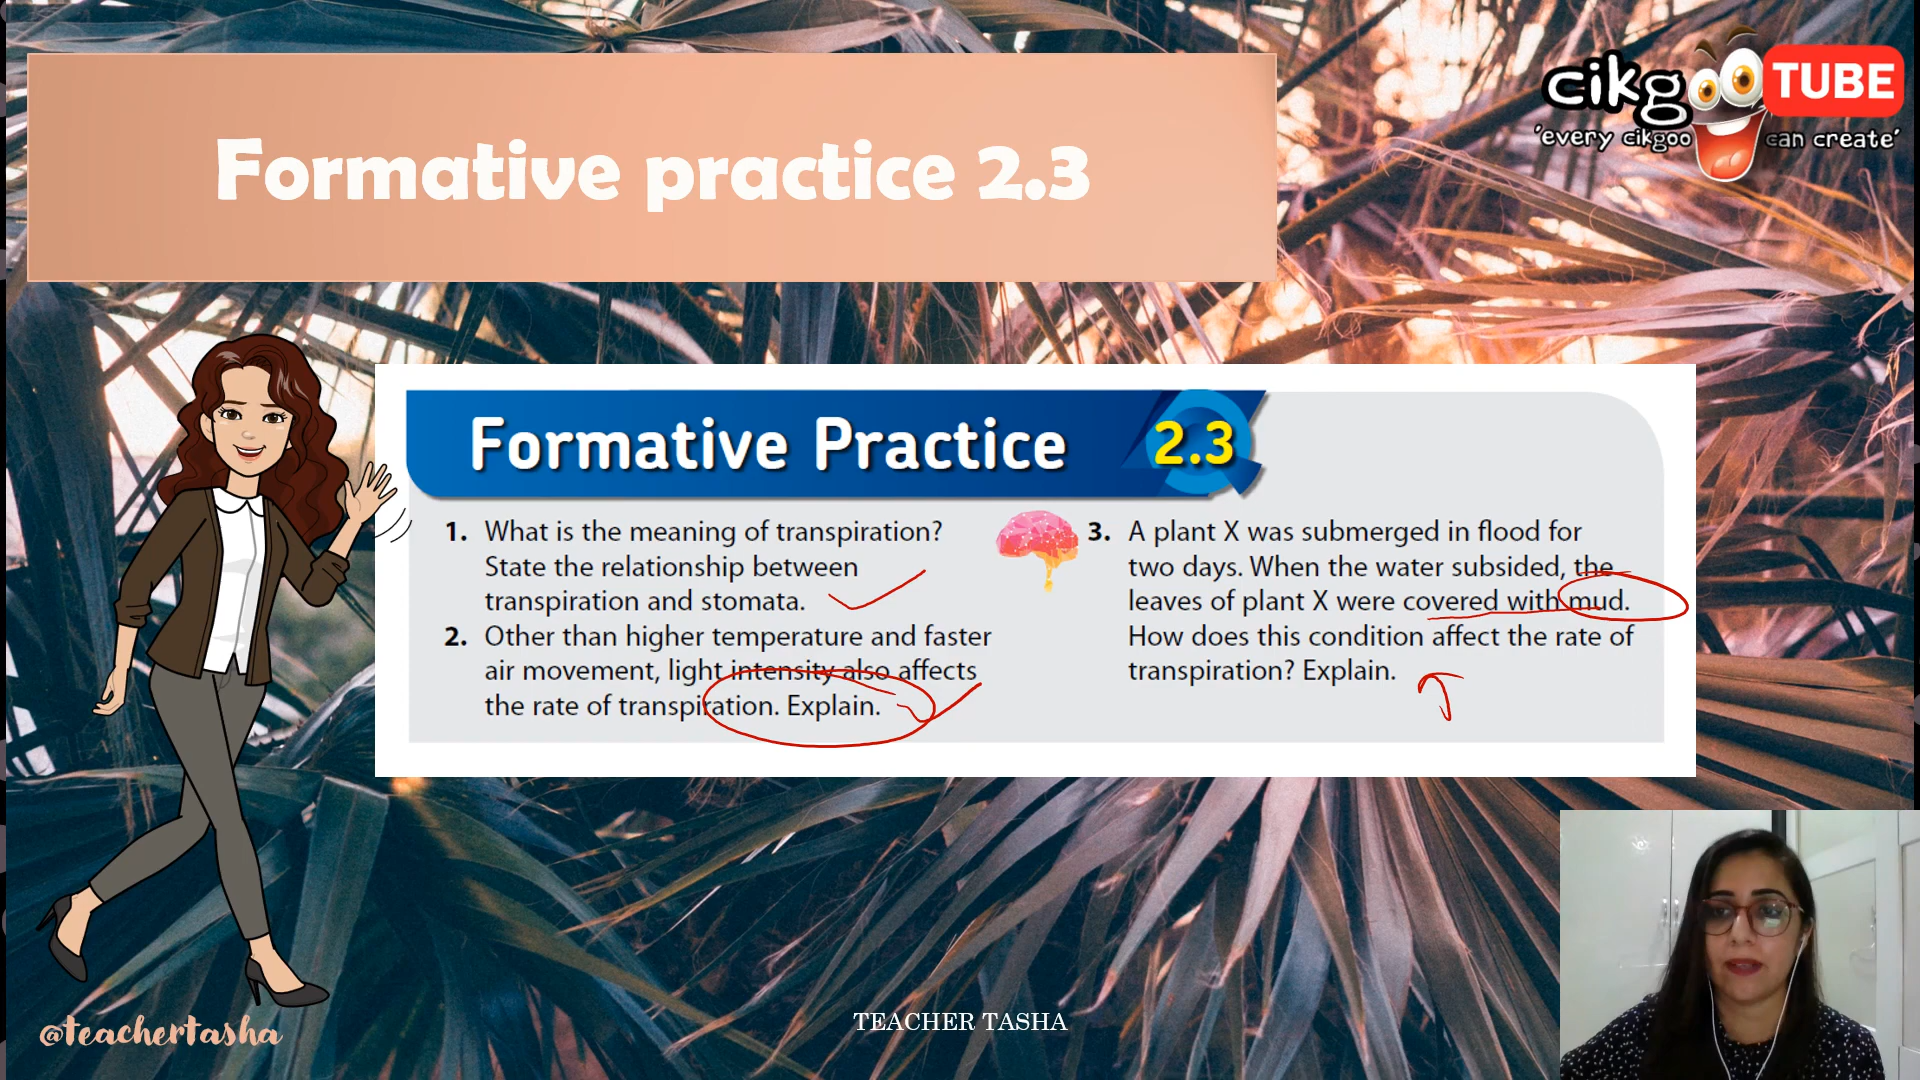 Formative practice 2.3
cikgoo TUBE
'every cikgoo can create'
Formative Practice 2.3
1. What is the meaning of transpiration?
State the relationship between
transpiration and stomata.
2. Other than higher temperature and faster
air movement, light intensity also affects
the rate of transpiration. Explain.
3. A plant X was submerged in flood for
two days. When the water subsided, the
leaves of plant X were covered with mud.
How does this condition affect the rate of
transpiration? Explain.
@teachertasha
TEACHER TASHA